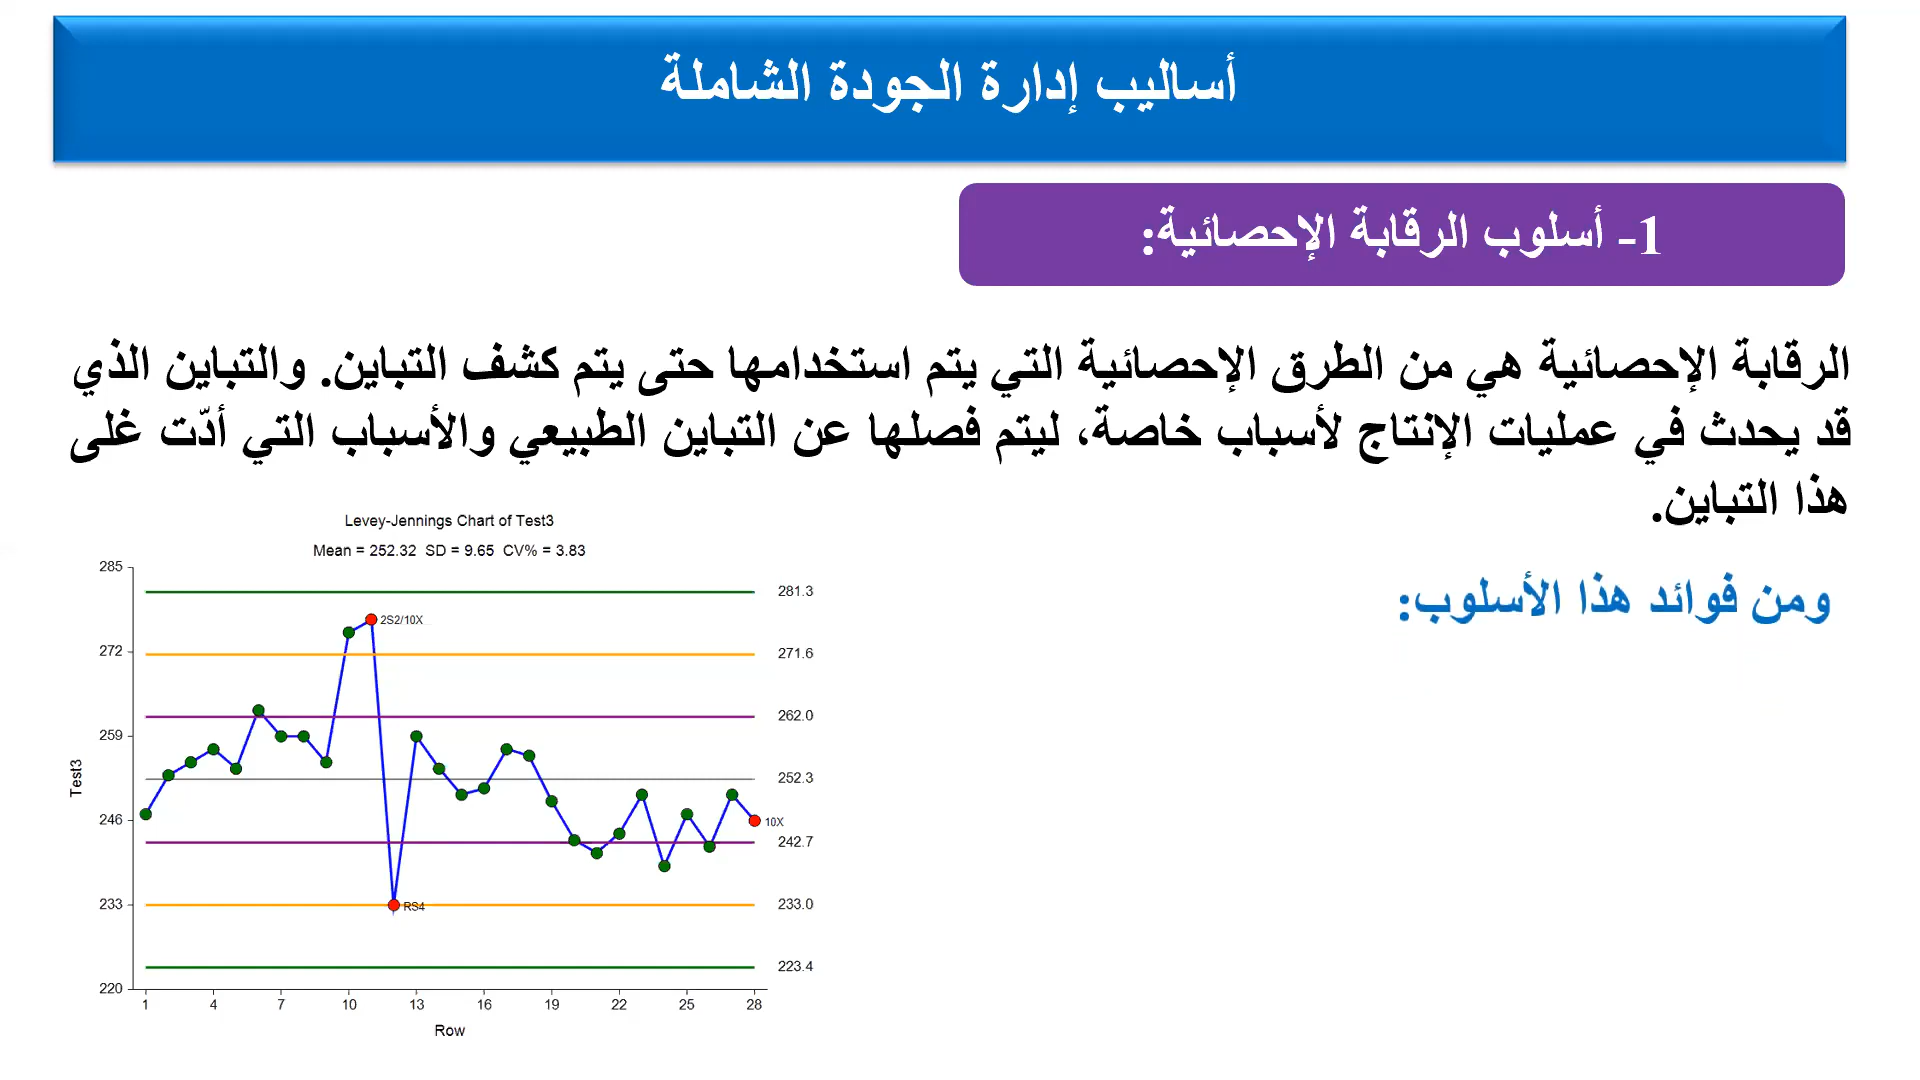 أساليب إدارة الجودة الشاملة
1- أسلوب الرقابة الإحصائية:
الرقابة الإحصائية هي من الطرق الإحصائية التي يتم استخدامها حتى يتم كشف التباين. والتباين الذي
قد يحدث في عمليات الإنتاج لأسباب خاصة، ليتم فصلها عن التباين الطبيعي والأسباب التي أدّت غلى
هذا التباين.
ومن فوائد هذا الأسلوب:
Levey-Jennings Chart of Test3
Mean = 252.32 SD = 9.65 CV% = 3.83
285
281.3
2S2/10X
272
271.6
262.0
259
252.3
Test3
246
10X
242.7
233
RS4
233.0
223.4
220
1 4 7 10 13 16 19 22 25 28
Row